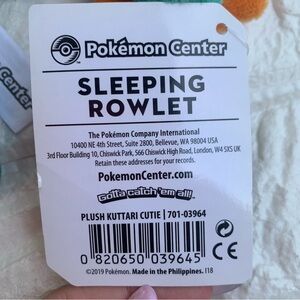 Pokémon Center
SLEEPING
ROWLET
The Pokémon Company International
10400 NE 4th Street, Suite 2800, Bellevue, WA 98004 USA
3rd Floor Building 10, Chiswick Park, 566 Chiswick High Road, London, W4 5XS UK
Retain these addresses for your records.
PokemonCenter.com
Gotta catch 'em all!
PLUSH KUTTARI CUTIE | 701-03964
0 820650 039645
CE
©2019 Pokémon. Made in the Philippines. I18
Center